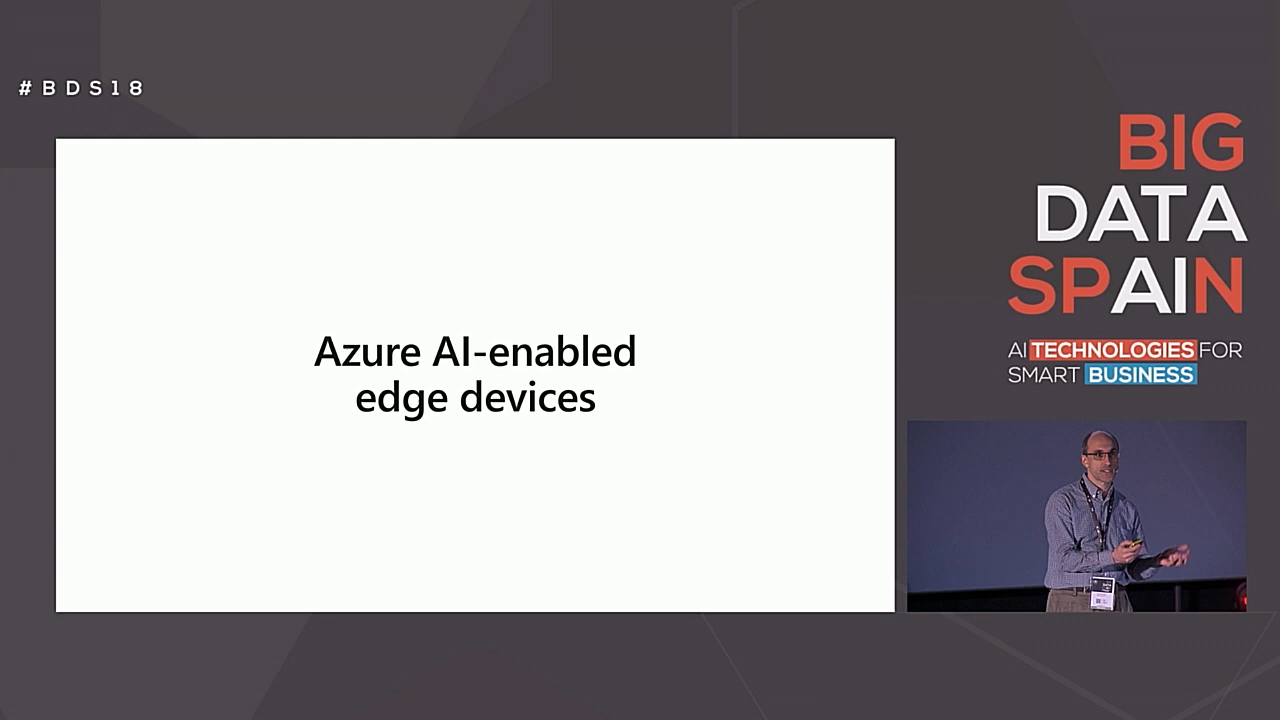 #BDS18
Azure AI-enabled
edge devices
BIG
DATA
SPAIN
AI TECHNOLOGIES FOR
SMART BUSINESS